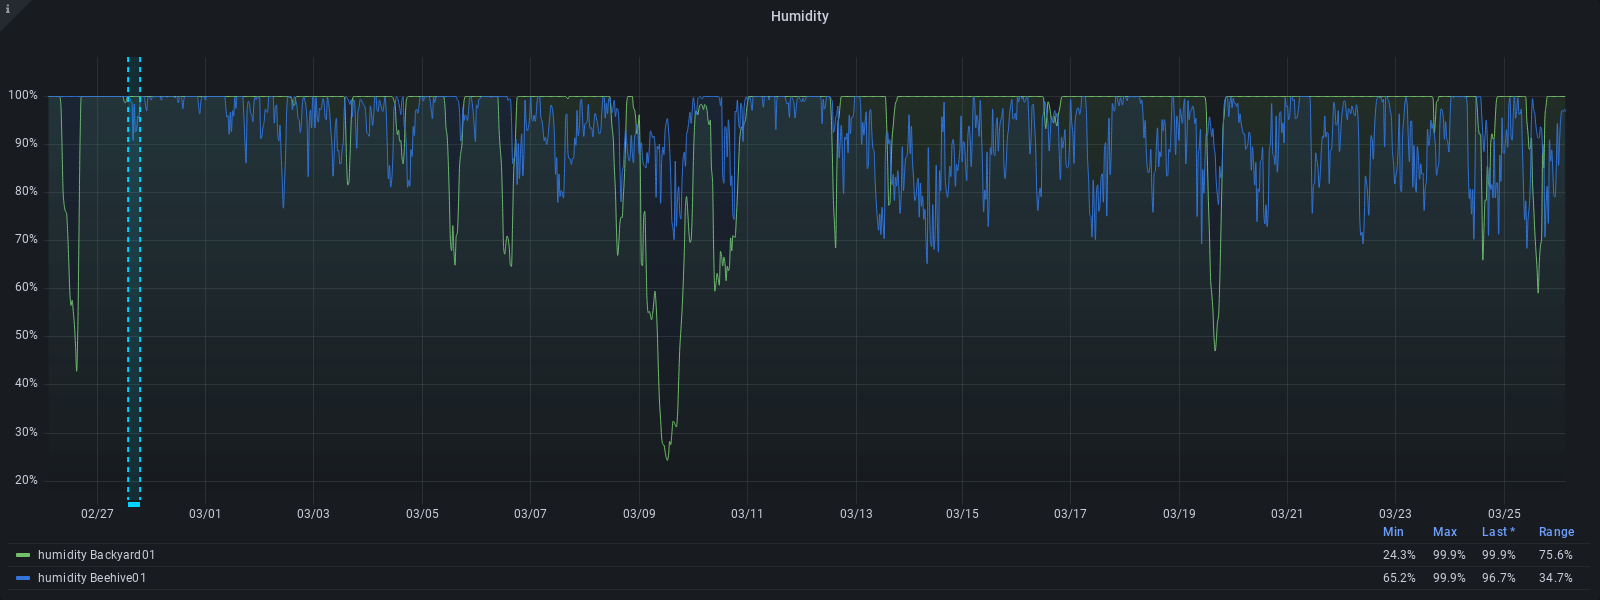 i
Humidity
100%
90%
80%
70%
60%
50%
40%
30%
20%
02/27 03/01 03/03 03/05 03/07 03/09 03/11 03/13 03/15 03/17 03/19 03/21 03/23 03/25
Min Max Last * Range
humidity Backyard01 24.3% 99.9% 99.9% 75.6%
humidity Beehive01 65.2% 99.9% 96.7% 34.7%